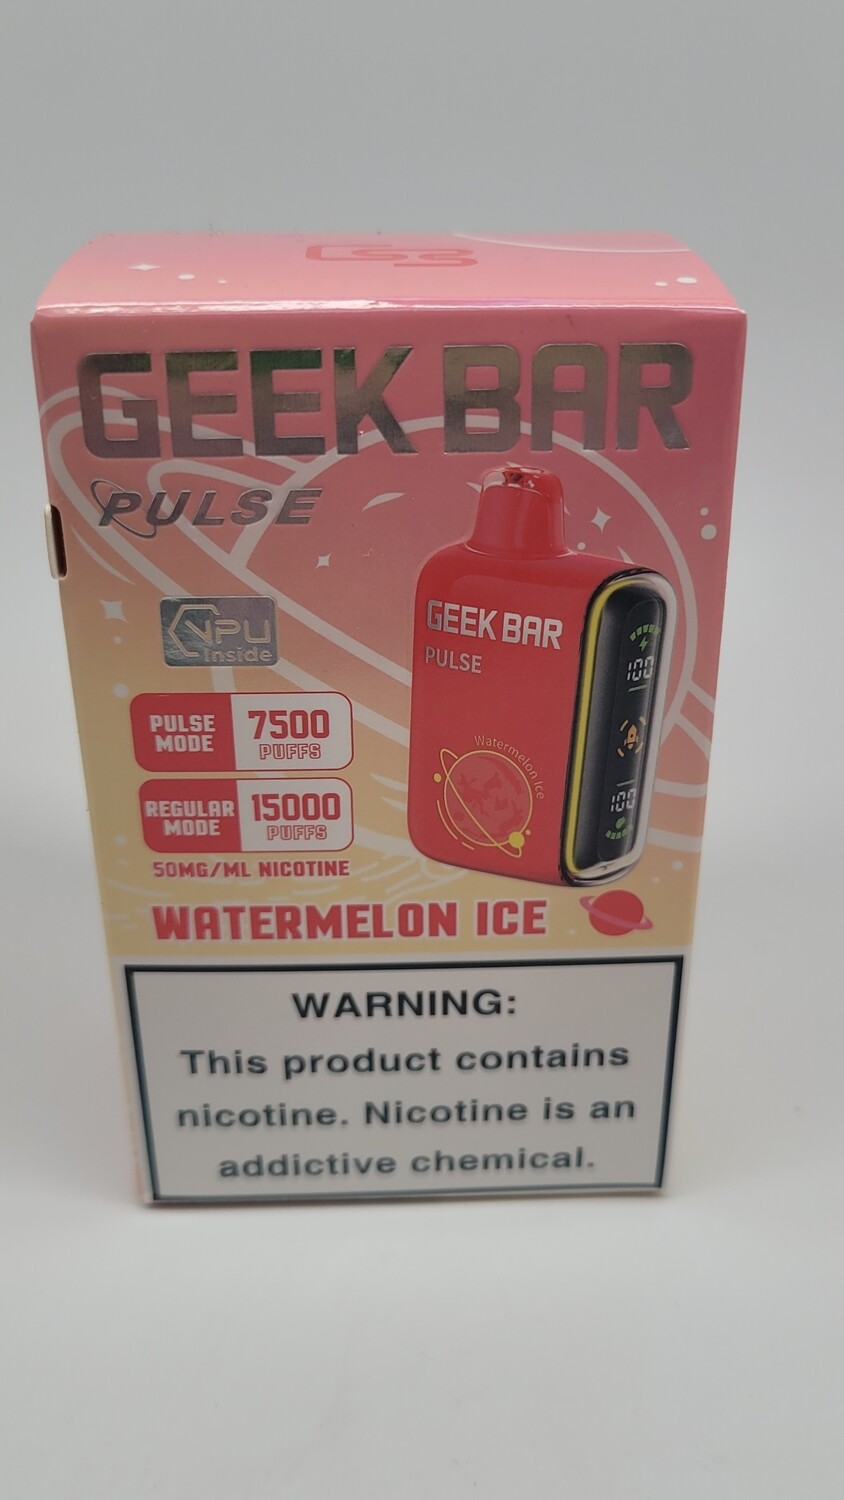 GEEK BAR
PULSE
VPU
Inside
PULSE
MODE
7500
PUFFS
REGULAR
MODE
15000
PUFFS
50MG/ML NICOTINE
WATERMELON ICE
GEEK BAR
PULSE
Watermelon Ice
100
100
WARNING:
This product contains
nicotine. Nicotine is an
addictive chemical.